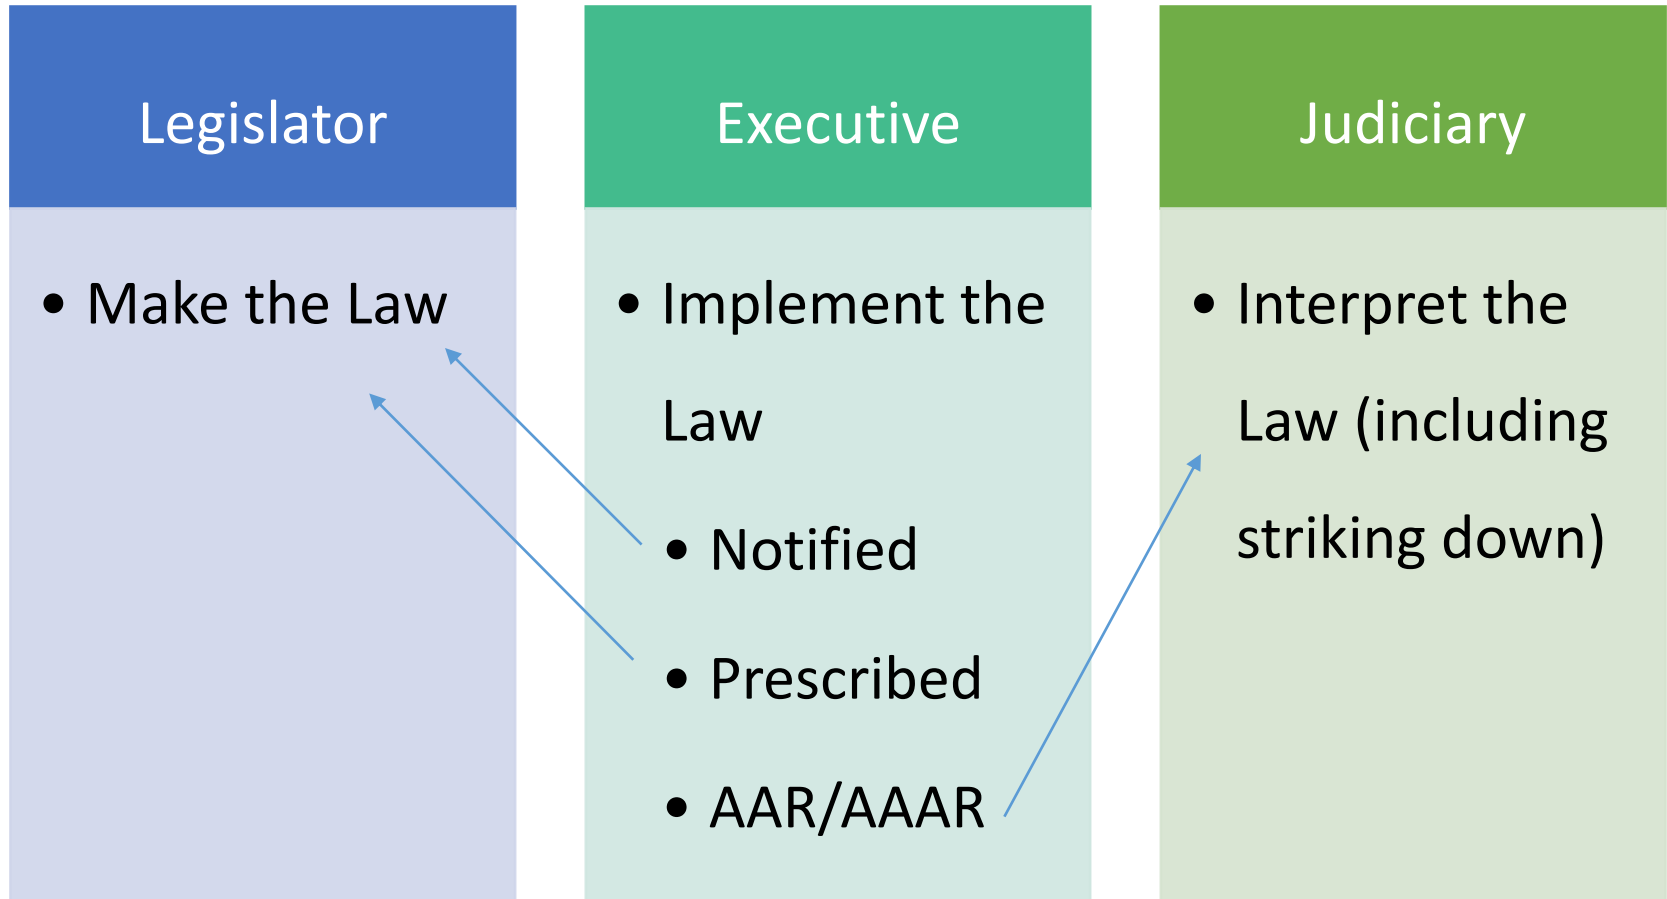 Legislator
• Make the Law
Executive
• Implement the
Law
• Notified
• Prescribed
• AAR/AAAR
Judiciary
• Interpret the
Law (including
striking down)